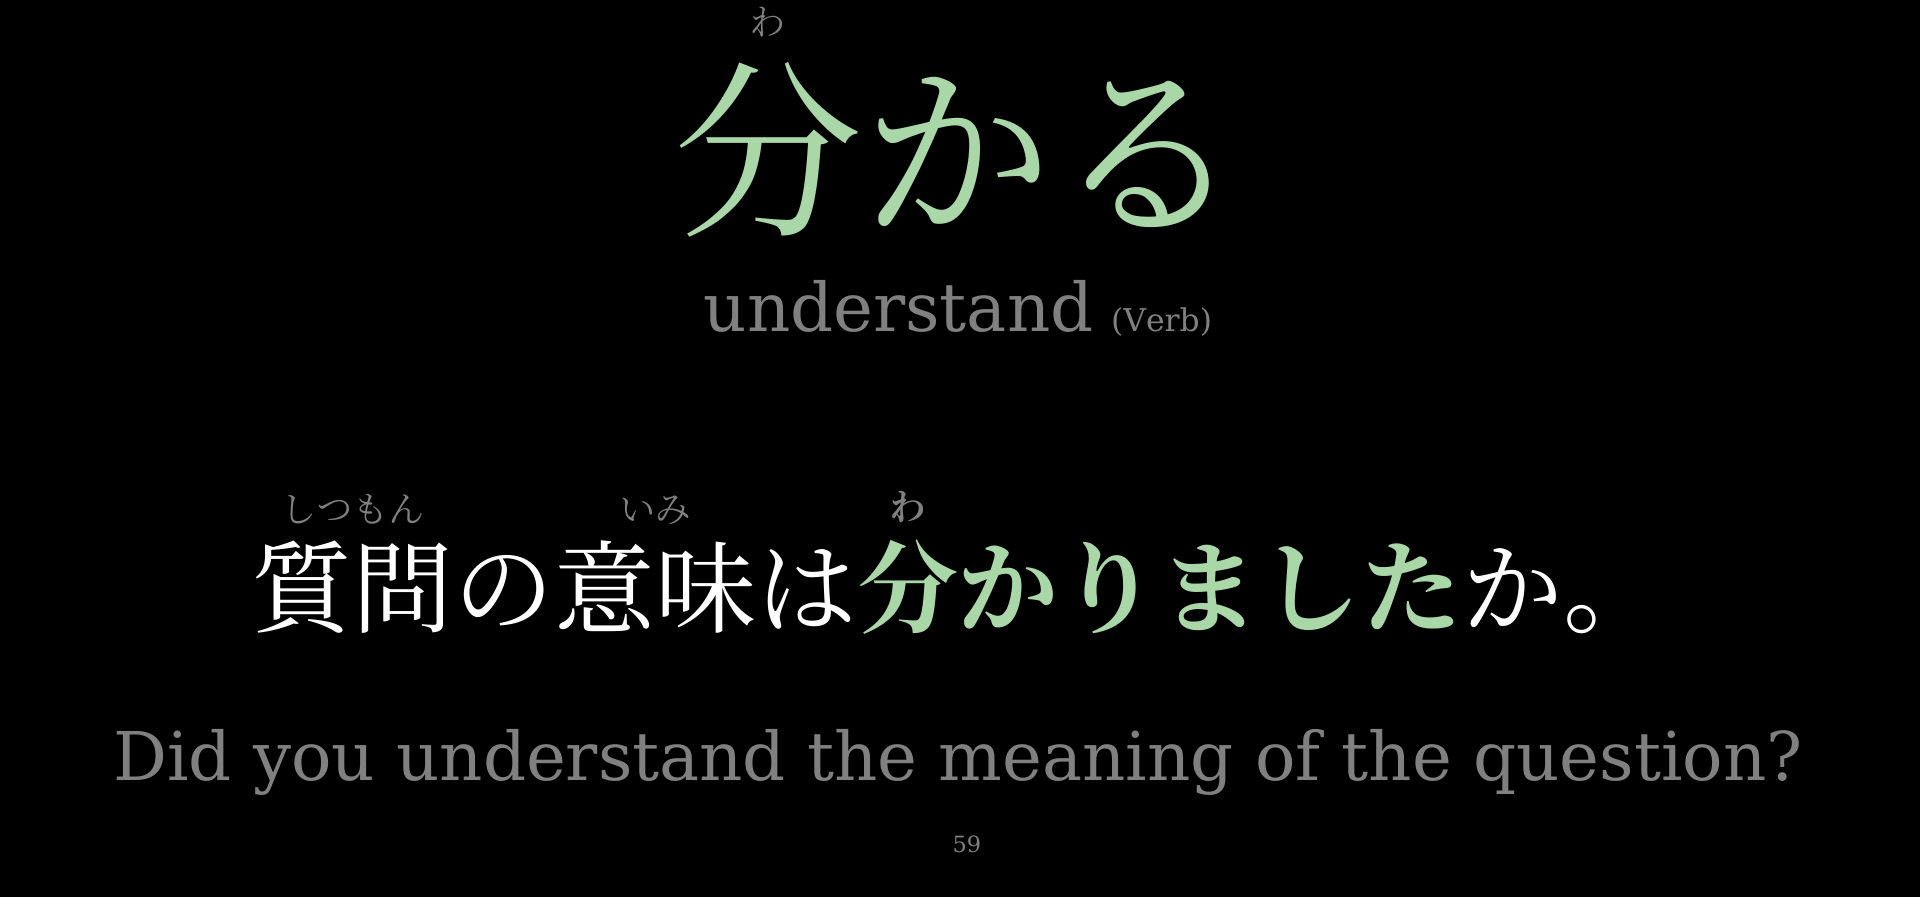 わ
分かる
understand (Verb)
しつもん いみ わ
質問の意味は分かりましたか。
Did you understand the meaning of the question?
59